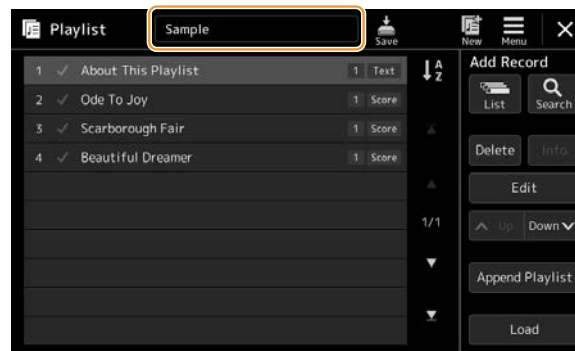 Playlist Sample Save New Menu
1 About This Playlist 1 Text A Z Add Record
2 Ode To Joy 1 Score List Search
3 Scarborough Fair 1 Score
4 Beautiful Dreamer 1 Score Delete Info
Edit
1/1 Up Down
Append Playlist
Load